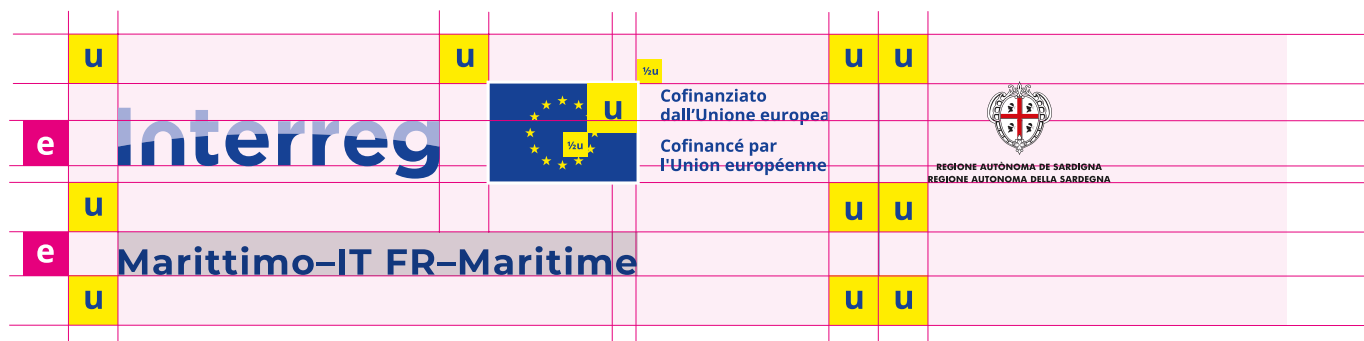 u u u u
½u
Interreg
u
½u
Cofinanziato
dall'Unione europea
Cofinancé par
l'Union européenne
REGIONE AUTÒNOMA DE SARDIGNA
REGIONE AUTONOMA DELLA SARDEGNA
e
u u u
e
Marittimo–IT FR–Maritime
u u u